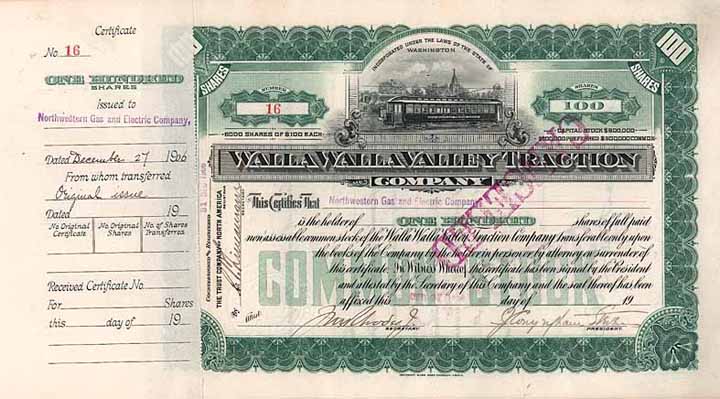 Certificate
No. 16
ONE HUNDRED
SHARES
Issued to
Northwestern Gas and Electric Company,
Dated December 27 1906
From whom transferred
Original issue
Dated 19
No. Original Certificate
No. Original Shares
No. of Shares Transferred
Received Certificate No.
For Shares
this day of 19
INCORPORATED UNDER THE LAWS OF THE STATE OF
WASHINGTON
100
SHARES
SHARES
NUMBER
16
SHARES
100
6000 SHARES OF $100 EACH
CAPITAL STOCK $600,000
WALLA WALLA VALLEY TRACTION
COMPANY
This Certifies That Northwestern Gas and Electric Company
is the holder of ONE HUNDRED shares of full paid
non assessable common stock of the Walla Walla Valley Traction Company transferable only upon
the books of the Company by the holder in person or by attorney on surrender of
this certificate. In Witness Whereof this certificate has been signed by the President
and attested by the Secretary of this Company and the seal thereof has been
affixed this day of 19
COMMON STOCK
Attest
SECRETARY.
PRESIDENT.
COUNTERSIGNED AND REGISTERED
THE TRUST COMPANY OF NORTH AMERICA
By
CANCELLED